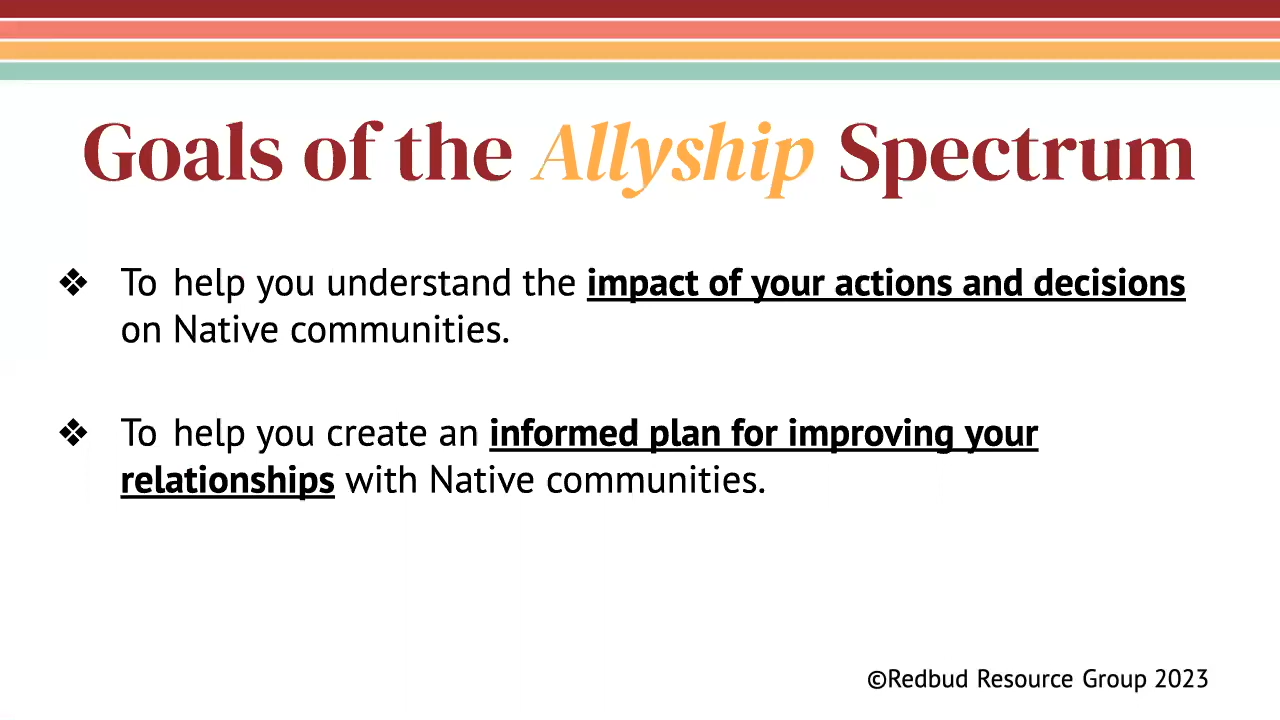 Goals of the Allyship Spectrum
❖ To help you understand the impact of your actions and decisions
on Native communities.
❖ To help you create an informed plan for improving your
relationships with Native communities.
©Redbud Resource Group 2023